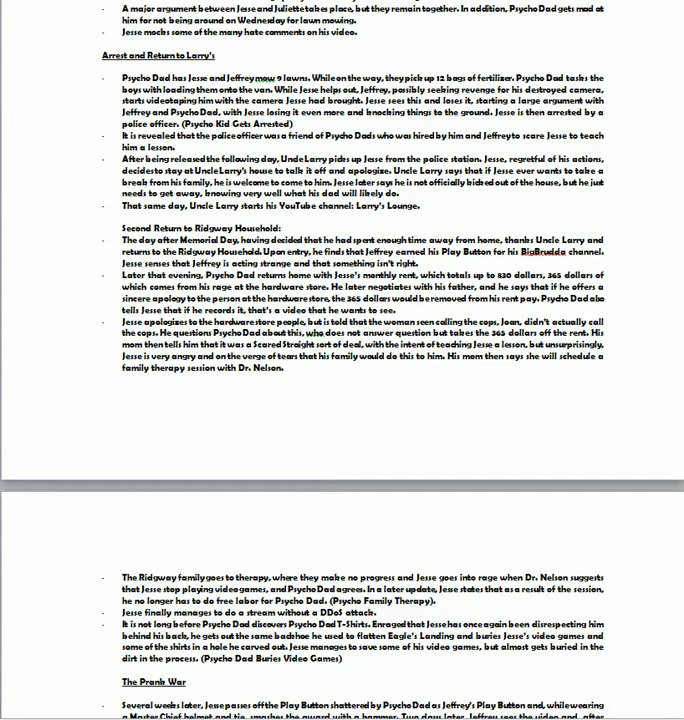 A major argument between Jesse and Juliette takes place, but they remain together. In addition, Psycho Dad gets mad at
him for not being around on Wednesday for lawn mowing.
- Jesse mocks some of the many hate comments on his video.
Arrest and Return to Larry's
- Psycho Dad has Jesse and Jeffrey mow 9 lawns. While on the way, they pick up 12 bags of fertilizer. Psycho Dad tasks the
boys with loading them onto the van. While Jesse helps out, Jeffrey, possibly seeking revenge for his destroyed camera,
starts videotaping him with the camera Jesse had brought. Jesse sees this and loses it, starting a large argument with
Jeffrey and Psycho Dad, with Jesse losing it even more and knocking things to the ground. Jesse is then arrested by a
police officer. (Psycho Kid Gets Arrested)
- It is revealed that the police officer was a friend of Psycho Dads who was hired by him and Jeffrey to scare Jesse to teach
him a lesson.
- After being released the following day, Uncle Larry picks up Jesse from the police station. Jesse, regretful of his actions,
decides to stay at Uncle Larry's house to talk it off and apologize. Uncle Larry says that if Jesse ever wants to take a
break from his family, he is welcome to come to him. Jesse later says he is not officially kicked out of the house, but he just
needs to get away, knowing very well what his dad will likely do.
- That same day, Uncle Larry starts his YouTube channel: Larry's Lounge.
Second Return to Ridgway Household:
- The day after Memorial Day, having decided that he had spent enough time away from home, thanks Uncle Larry and
returns to the Ridgway Household. Upon entry, he finds that Jeffrey earned his Play Button for his BigBrudda channel.
Jesse senses that Jeffrey is acting strange and that something isn't right.
- Later that evening, Psycho Dad returns home with Jesse's monthly rent, which totals up to 830 dollars, 365 dollars of
which comes from his rage at the hardware store. He later negotiates with his father, and he says that if he offers a
sincere apology to the person at the hardware store, the 365 dollars would be removed from his rent pay. Psycho Dad also
tells Jesse that if he records it, that's a video that he wants to see.
- Jesse apologizes to the hardware store people, but is told that the woman seen calling the cops, Joan, didn't actually call
the cops. He questions Psycho Dad about this, who does not answer question but takes the 365 dollars off the rent. His
mom then tells him that it was a Scared Straight sort of deal, with the intent of teaching Jesse a lesson, but unsurprisingly,
Jesse is very angry and on the verge of tears that his family would do this to him. His mom then says she will schedule a
family therapy session with Dr. Nelson.
- The Ridgway family goes to therapy, where they make no progress and Jesse goes into rage when Dr. Nelson suggests
that Jesse stop playing video games, and Psycho Dad agrees. In a later update, Jesse states that as a result of the session,
he no longer has to do free labor for Psycho Dad. (Psycho Family Therapy).
- Jesse finally manages to do a stream without a DDoS attack.
- It is not long before Psycho Dad discovers Psycho Dad T-Shirts. Enraged that Jesse has once again been disrespecting him
behind his back, he gets out the same backhoe he used to flatten Eagle's Landing and buries Jesse's video games and
some of the shirts in a hole he carved out. Jesse manages to save some of his video games, but almost gets buried in the
dirt in the process. (Psycho Dad Buries Video Games)
The Prank War
- Several weeks later, Jesse passes off the Play Button shattered by Psycho Dad as Jeffrey's Play Button and, while wearing
a Master Chief helmet and tie, smashes the award with a hammer. Two days later, Jeffrey sees the video and, after